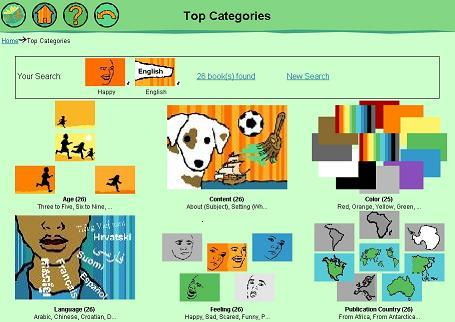 Top Categories
Home→Top Categories
Your Search:
Happy
,
English
English
,
26 book(s) found
New Search
Age (26)
Three to Five, Six to Nine, ...
Content (26)
About (Subject), Setting (Wh...
Color (25)
Red, Orange, Yellow, Green, ...
Tiếng Việt
Hrvatski
فارسی
Suomi
Français
Español
Language (26)
Arabic, Chinese, Croatian, D...
Feeling (26)
Happy, Sad, Scared, Funny, P...
Publication Country (26)
From Africa, From Antarctica...